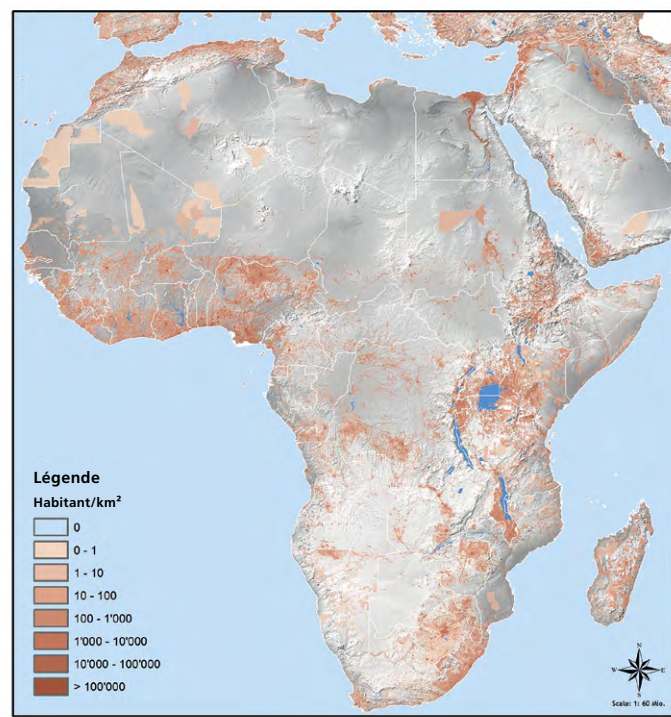 Légende
Habitant/km²
0
0 - 1
1 - 10
10 - 100
100 - 1'000
1'000 - 10'000
10'000 - 100'000
> 100'000
N
W E
S
Scala: 1: 60 Mio.